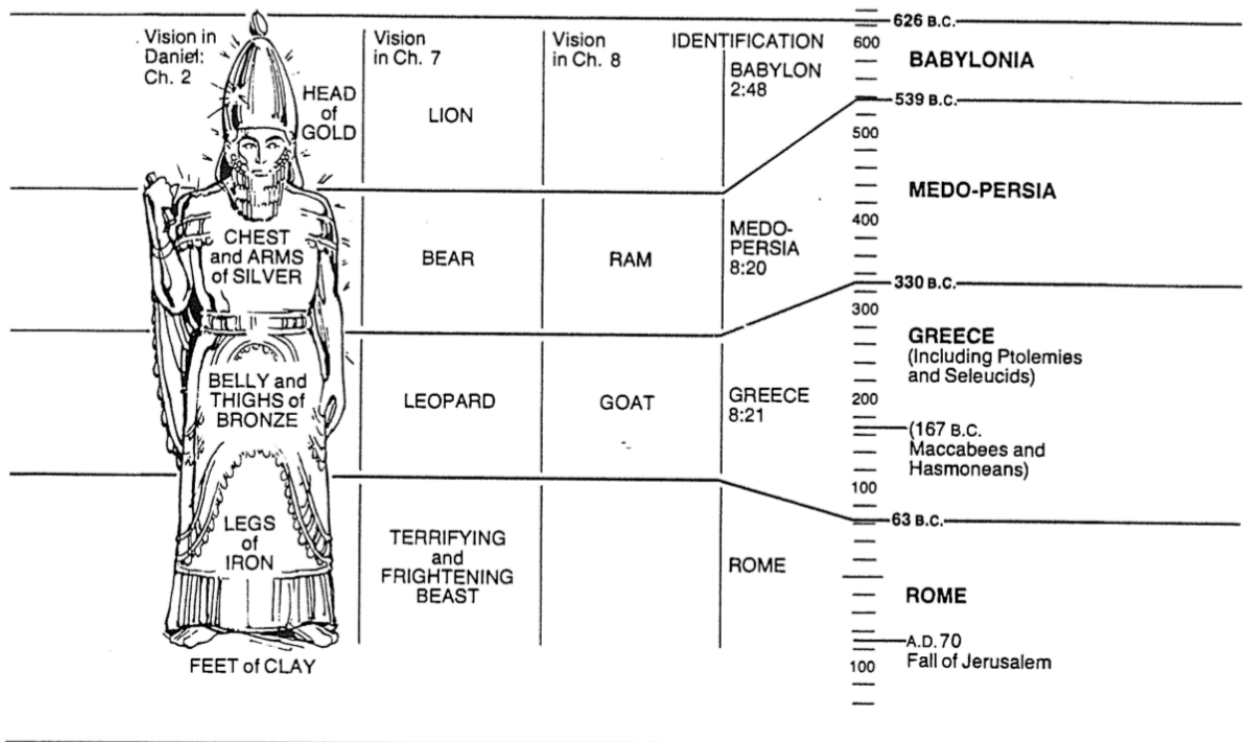 Vision in
Daniel:
Ch. 2
HEAD
of
GOLD
CHEST
and ARMS
of SILVER
BELLY and
THIGHS of
BRONZE
LEGS
of
IRON
FEET of CLAY
Vision
in Ch. 7
LION
BEAR
LEOPARD
TERRIFYING
and
FRIGHTENING
BEAST
Vision
in Ch. 8
RAM
GOAT
IDENTIFICATION
BABYLON
2:48
MEDO-
PERSIA
8:20
GREECE
8:21
ROME
626 B.C.
600
BABYLONIA
539 B.C.
500
MEDO-PERSIA
400
330 B.C.
300
GREECE
(Including Ptolemies
and Seleucids)
200
(167 B.C.
Maccabees and
Hasmoneans)
100
63 B.C.
ROME
A.D. 70
Fall of Jerusalem
100